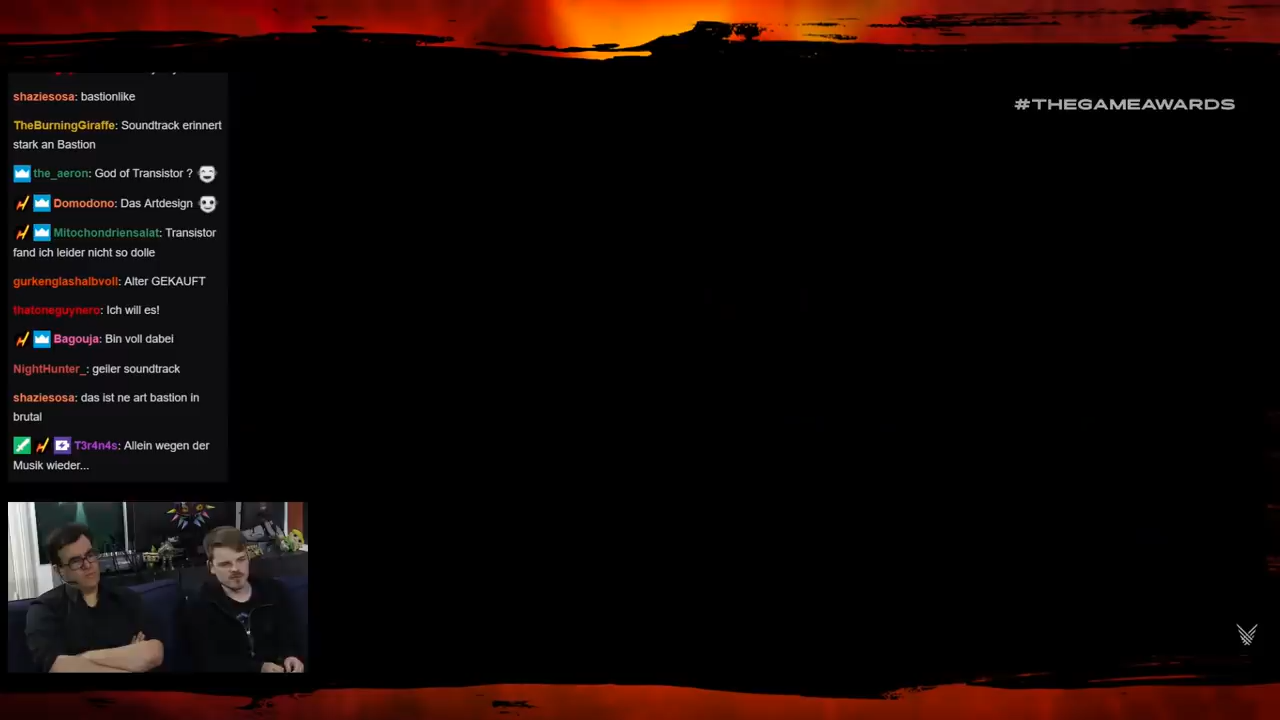 #THEGAMEAWARDS
shaziesosa: bastionlike
TheBurningGiraffe: Soundtrack erinnert
stark an Bastion
the_aeron: God of Transistor ?
Domodono: Das Artdesign
Mitochondriensalat: Transistor
fand ich leider nicht so dolle
gurkenglashalbvoll: Alter GEKAUFT
thatoneguynero: Ich will es!
Bagouja: Bin voll dabei
NightHunter_: geiler soundtrack
shaziesosa: das ist ne art bastion in
brutal
T3r4n4s: Allein wegen der
Musik wieder...